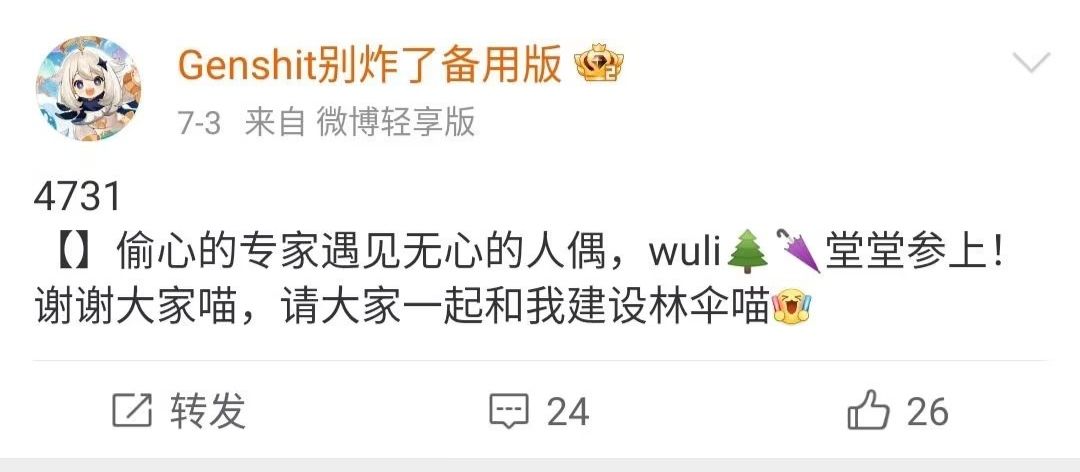 Genshit别炸了备用版
7-3 来自 微博轻享版
4731
【】偷心的专家遇见无心的人偶，wuli🌲🌂堂堂参上！
谢谢大家喵，请大家一起和我建设林伞喵
转发 24 26